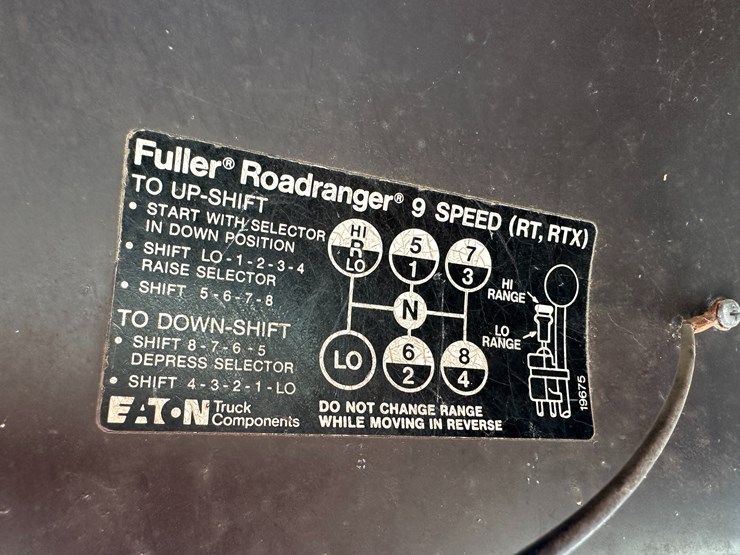 Fuller® Roadranger® 9 SPEED (RT, RTX)
TO UP-SHIFT
• START WITH SELECTOR
IN DOWN POSITION
• SHIFT LO-1-2-3-4
RAISE SELECTOR
• SHIFT 5-6-7-8
TO DOWN-SHIFT
• SHIFT 8-7-6-5
DEPRESS SELECTOR
• SHIFT 4-3-2-1-LO
EATON Truck
Components
HI
R
LO
5
1
7
3
N
LO
6
2
8
4
DO NOT CHANGE RANGE
WHILE MOVING IN REVERSE
HI
RANGE
LO
RANGE
19675